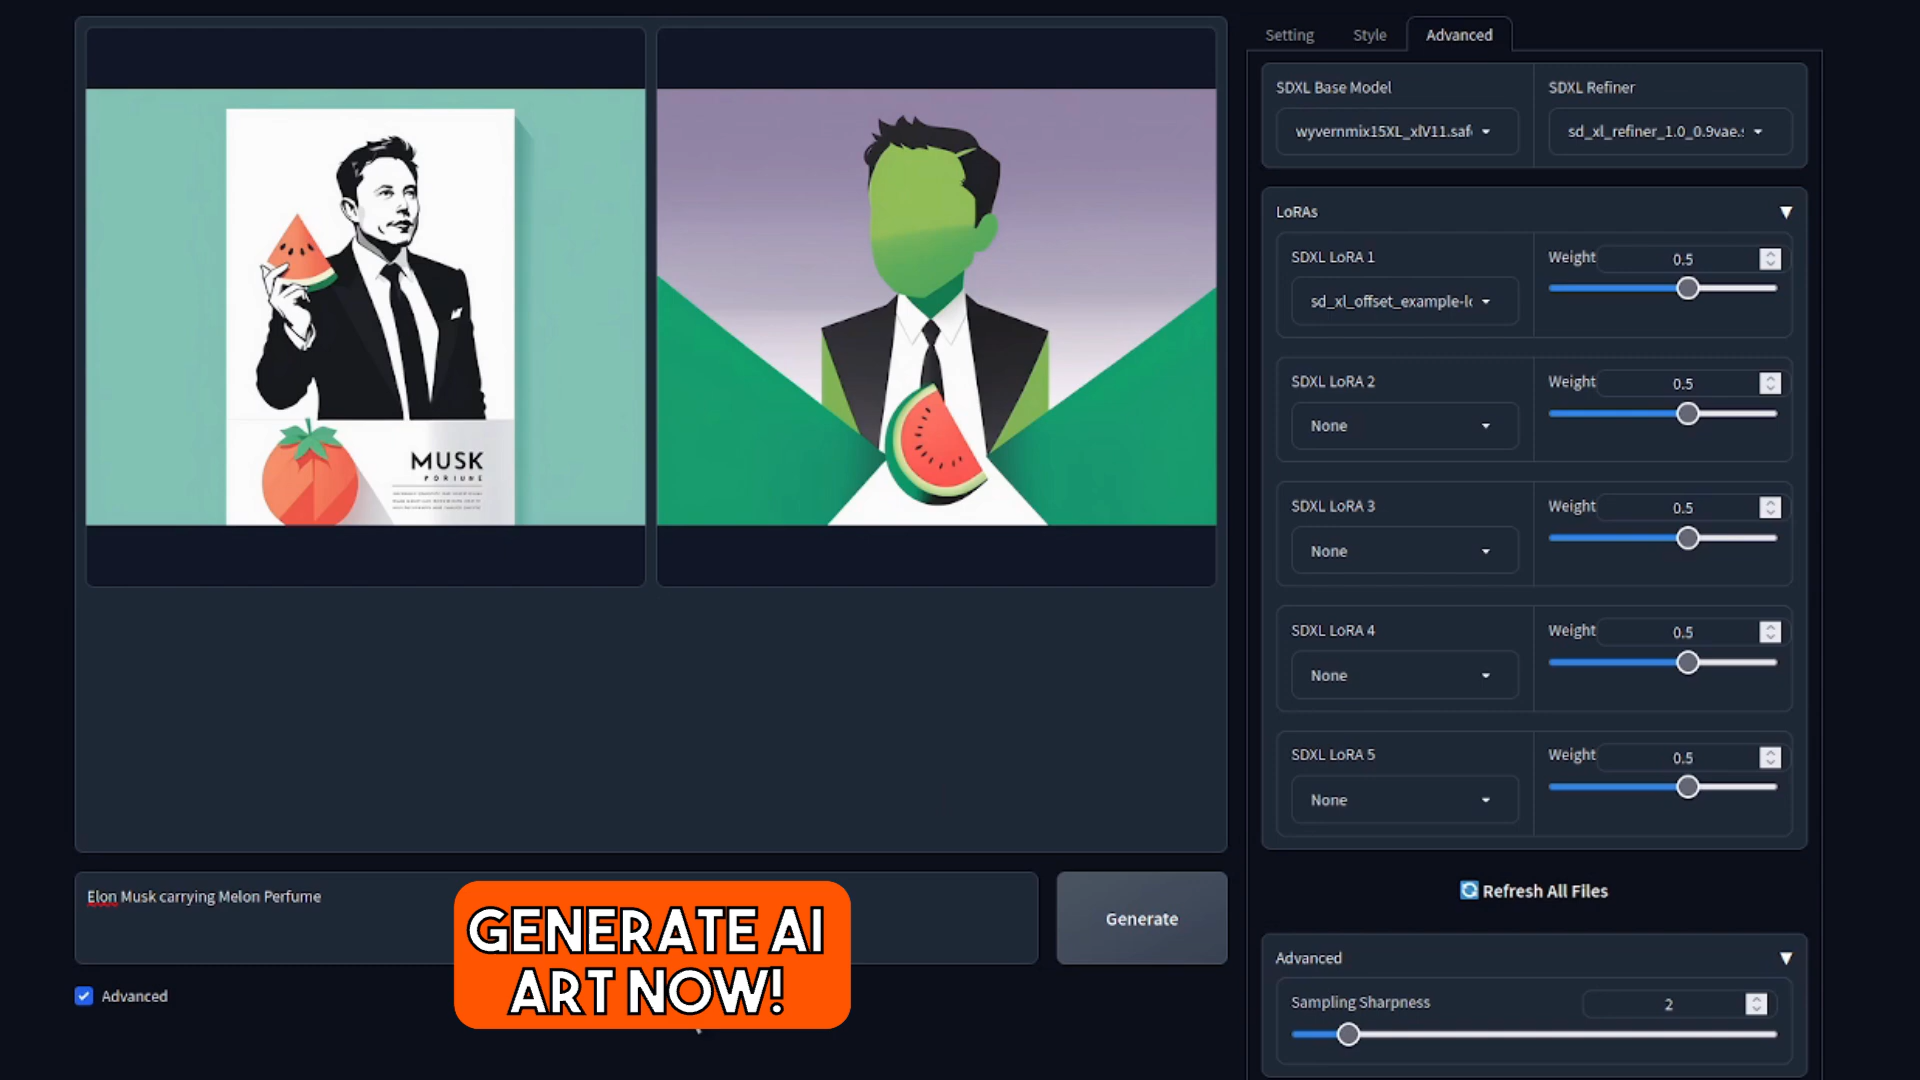 Setting
Style
Advanced
SDXL Base Model
SDXL Refiner
wyvernmix15XL_xlV11.safe
sd_xl_refiner_1.0_0.9vae.s
LoRAs
SDXL LoRA 1
Weight
0.5
sd_xl_offset_example-lo
SDXL LoRA 2
Weight
0.5
None
SDXL LoRA 3
Weight
0.5
None
SDXL LoRA 4
Weight
0.5
None
SDXL LoRA 5
Weight
0.5
None
MUSK
Elon Musk carrying Melon Perfume
Generate
GENERATE AI
ART NOW!
Advanced
Refresh All Files
Advanced
Sampling Sharpness
2